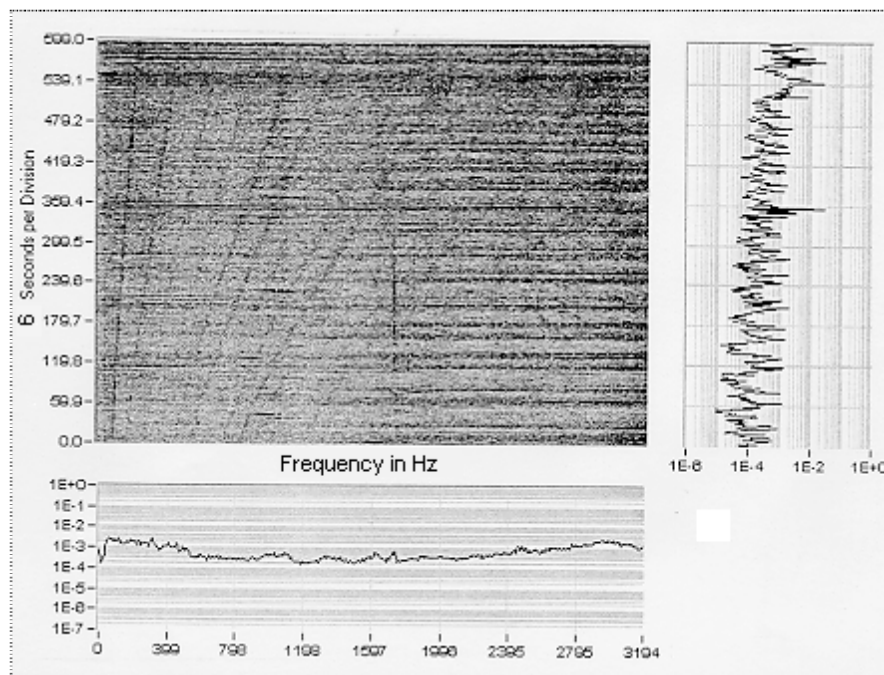 599.0
539.1
479.2
419.3
359.4
299.5
239.6
179.7
119.8
59.9
0.0
6 Seconds per Division
Frequency in Hz
1E-6 1E-4 1E-2 1E+0
1E+0
1E-1
1E-2
1E-3
1E-4
1E-5
1E-6
1E-7
0 399 798 1198 1597 1996 2395 2795 3194